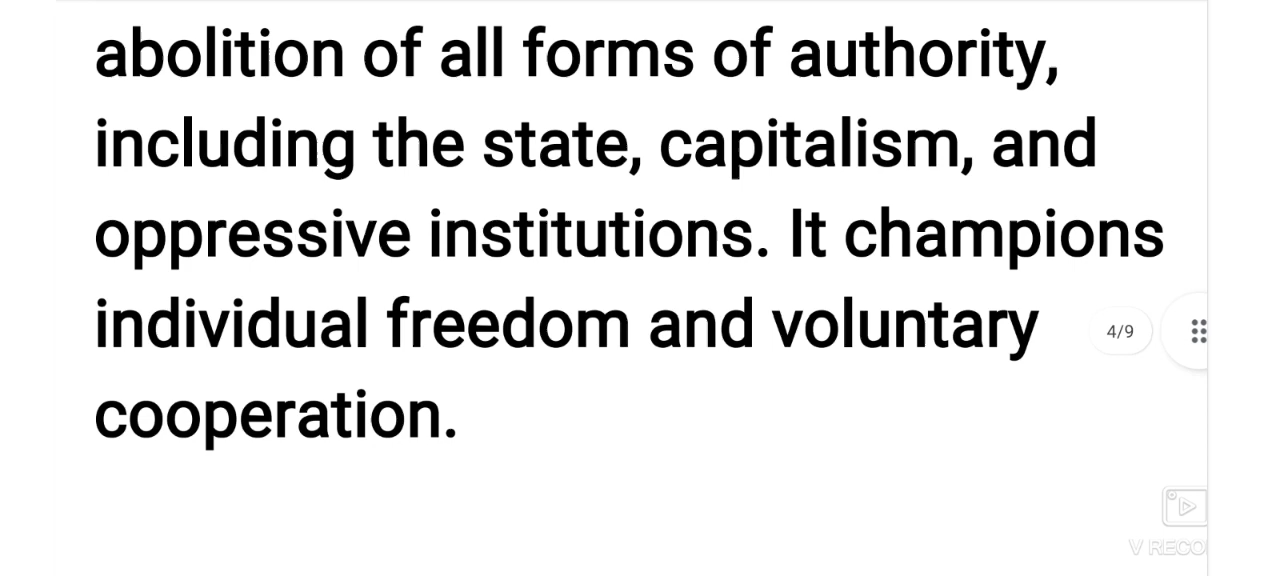 abolition of all forms of authority,
including the state, capitalism, and
oppressive institutions. It champions
individual freedom and voluntary
4/9
cooperation.
V RECO